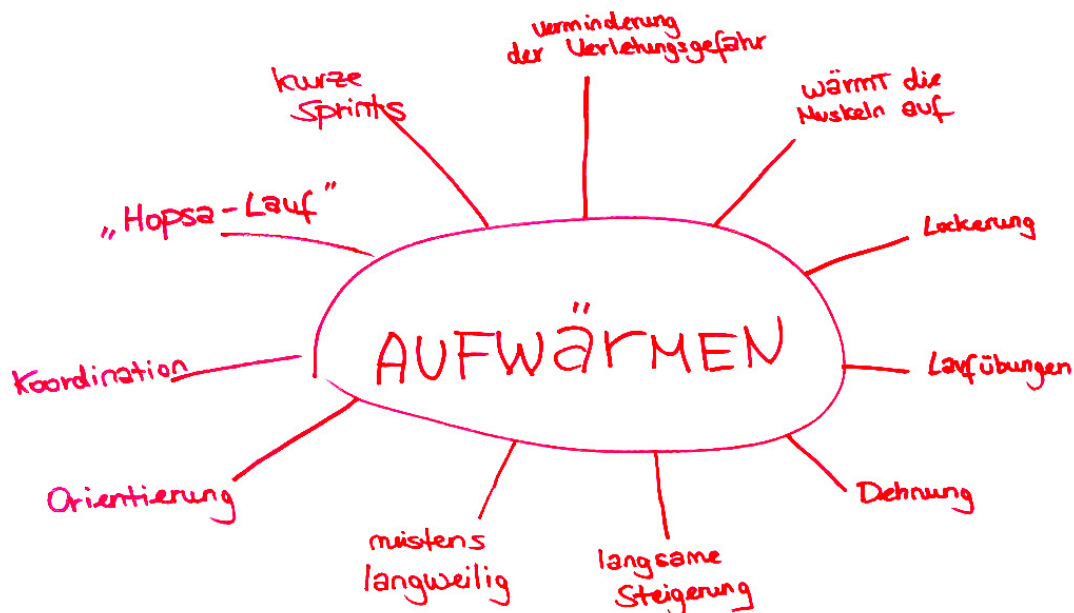 Verminderung
der Verletzungsgefahr
kurze
Sprints
wärmt die
Muskeln auf
„Hopsa-Lauf”
Lockerung
AUFWäRMEN
Koordination
Laufübungen
Orientierung
Dehnung
meistens
langweilig
langsame
Steigerung